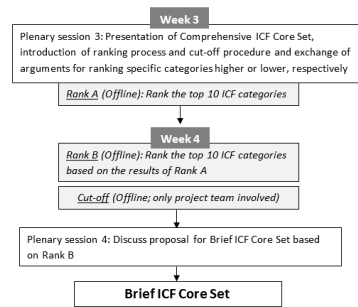 Week 3
Plenary session 3: Presentation of Comprehensive ICF Core Set,
introduction of ranking process and cut-off procedure and exchange of
arguments for ranking specific categories higher or lower, respectively
Rank A (Offline): Rank the top 10 ICF categories
Week 4
Rank B (Offline): Rank the top 10 ICF categories
based on the results of Rank A
Cut-off (Offline; only project team involved)
Plenary session 4: Discuss proposal for Brief ICF Core Set based
on Rank B
Brief ICF Core Set